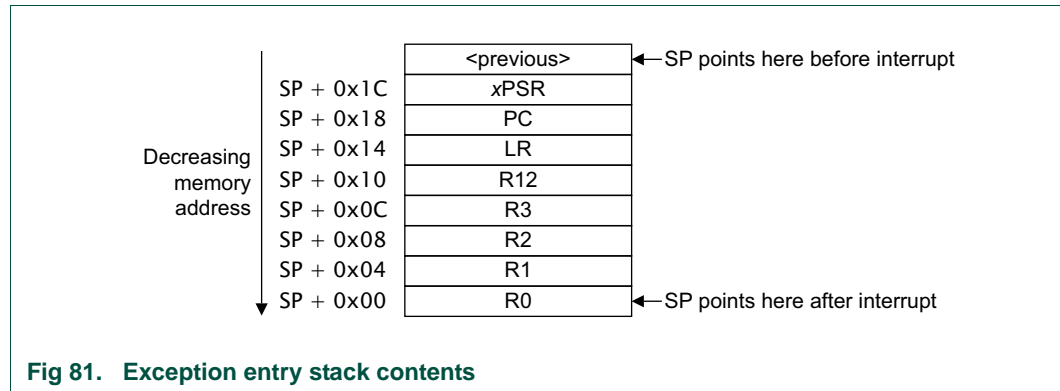 <previous>
SP points here before interrupt
SP + 0x1C xPSR
SP + 0x18 PC
SP + 0x14 LR
SP + 0x10 R12
SP + 0x0C R3
SP + 0x08 R2
SP + 0x04 R1
SP + 0x00 R0
SP points here after interrupt
Decreasing
memory
address
Fig 81. Exception entry stack contents